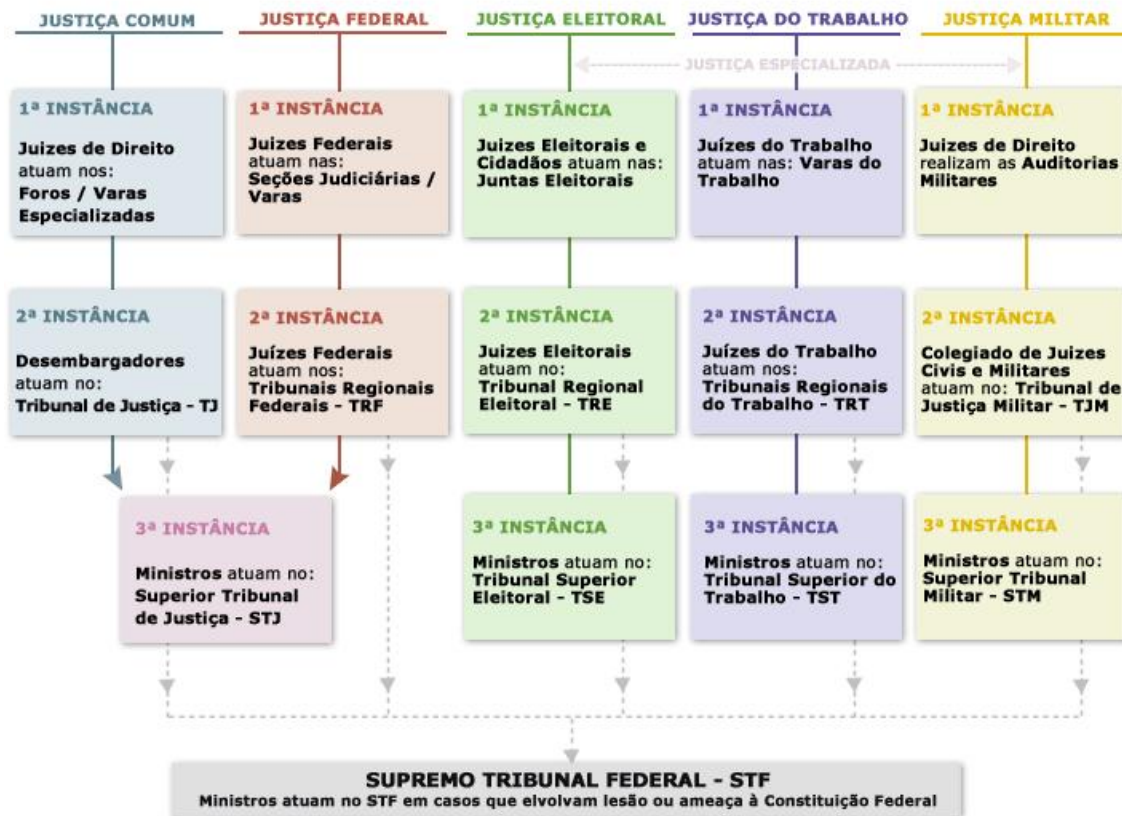 JUSTIÇA COMUM
JUSTIÇA FEDERAL
JUSTIÇA ELEITORAL
JUSTIÇA DO TRABALHO
JUSTIÇA MILITAR
JUSTIÇA ESPECIALIZADA
1ª INSTÂNCIA
Juizes de Direito
atuam nos:
Foros / Varas
Especializadas
1ª INSTÂNCIA
Juizes Federais
atuam nas:
Seções Judiciárias /
Varas
1ª INSTÂNCIA
Juizes Eleitorais e
Cidadãos atuam nas:
Juntas Eleitorais
1ª INSTÂNCIA
Juízes do Trabalho
atuam nas: Varas do
Trabalho
1ª INSTÂNCIA
Juizes de Direito
realizam as Auditorias
Militares
2ª INSTÂNCIA
Desembargadores
atuam no:
Tribunal de Justiça - TJ
2ª INSTÂNCIA
Juízes Federais
atuam nos:
Tribunais Regionais
Federais - TRF
2ª INSTÂNCIA
Juizes Eleitorais
atuam no:
Tribunal Regional
Eleitoral - TRE
2ª INSTÂNCIA
Juízes do Trabalho
atuam nos:
Tribunais Regionais
do Trabalho - TRT
2ª INSTÂNCIA
Colegiado de Juizes
Civis e Militares
atuam no: Tribunal de
Justiça Militar - TJM
3ª INSTÂNCIA
Ministros atuam no:
Superior Tribunal
de Justiça - STJ
3ª INSTÂNCIA
Ministros atuam no:
Tribunal Superior
Eleitoral - TSE
3ª INSTÂNCIA
Ministros atuam no:
Tribunal Superior do
Trabalho - TST
3ª INSTÂNCIA
Ministros atuam no:
Superior Tribunal
Militar - STM
SUPREMO TRIBUNAL FEDERAL - STF
Ministros atuam no STF em casos que elvolvam lesão ou ameaça à Constituição Federal